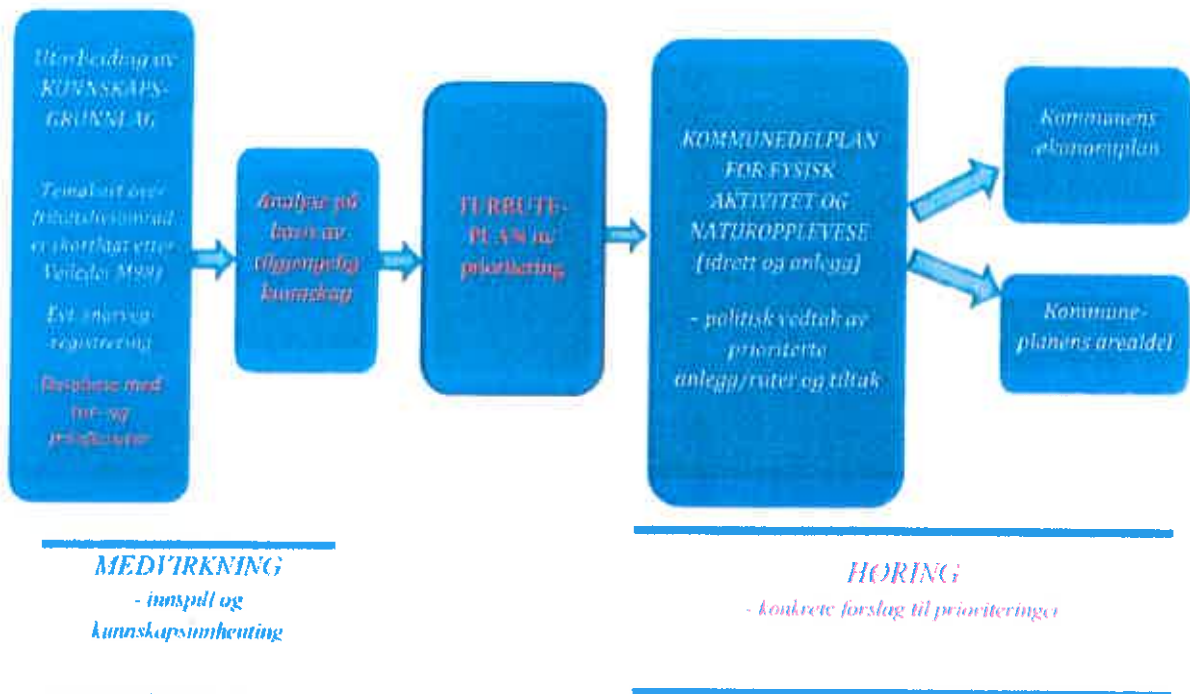 Utarbeiding av
KUNNSKAPS-
GRUNNLAG
Temakart over
friluftslivsområd
er kartlagt etter
Veileder M98
Evt. snarveg-
registrering
Database med
tur- og
friluftsruter
Analyse på
basis av
tilgjengelig
kunnskap
TURRUTE-
PLAN m/
prioritering
KOMMUNEDELPLAN
FOR FYSISK
AKTIVITET OG
NATUROPPLEVESE
(idrett og anlegg)
- politisk vedtak av
prioriterte
anlegg/ruter og tiltak
Kommunens
økonomiplan
Kommune-
planens arealdel
MEDVIRKNING
- innspill og
kunnskapsinnhenting
HØRING
- konkrete forslag til prioriteringer